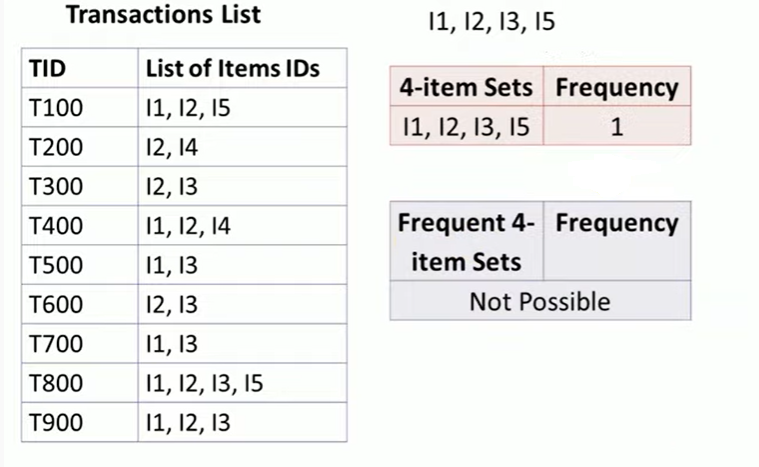 Transactions List
TID List of Items IDs
T100 I1, I2, I5
T200 I2, I4
T300 I2, I3
T400 I1, I2, I4
T500 I1, I3
T600 I2, I3
T700 I1, I3
T800 I1, I2, I3, I5
T900 I1, I2, I3
I1, I2, I3, I5
4-item Sets Frequency
I1, I2, I3, I5 1
Frequent 4- Frequency
item Sets
Not Possible